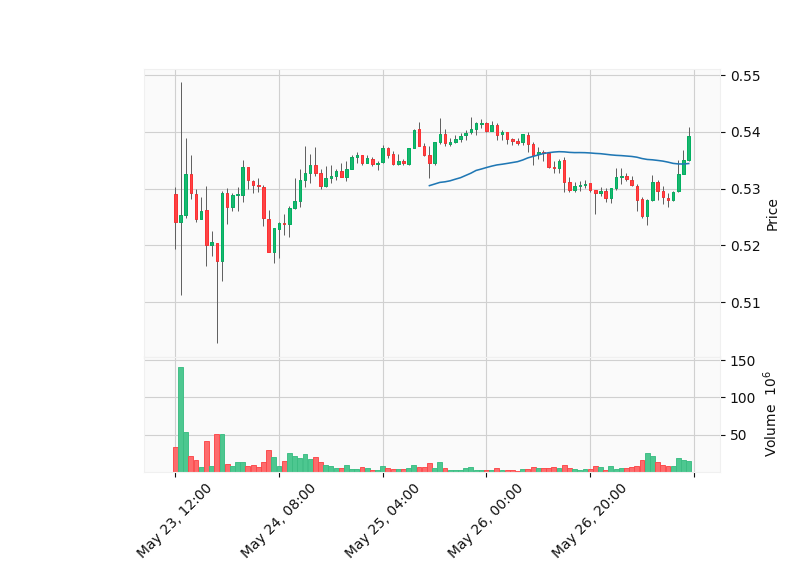 0.55
0.54
0.53
0.52
0.51
Price
150
100
50
Volume 10^6
May 23, 12:00
May 24, 08:00
May 25, 04:00
May 26, 00:00
May 26, 20:00